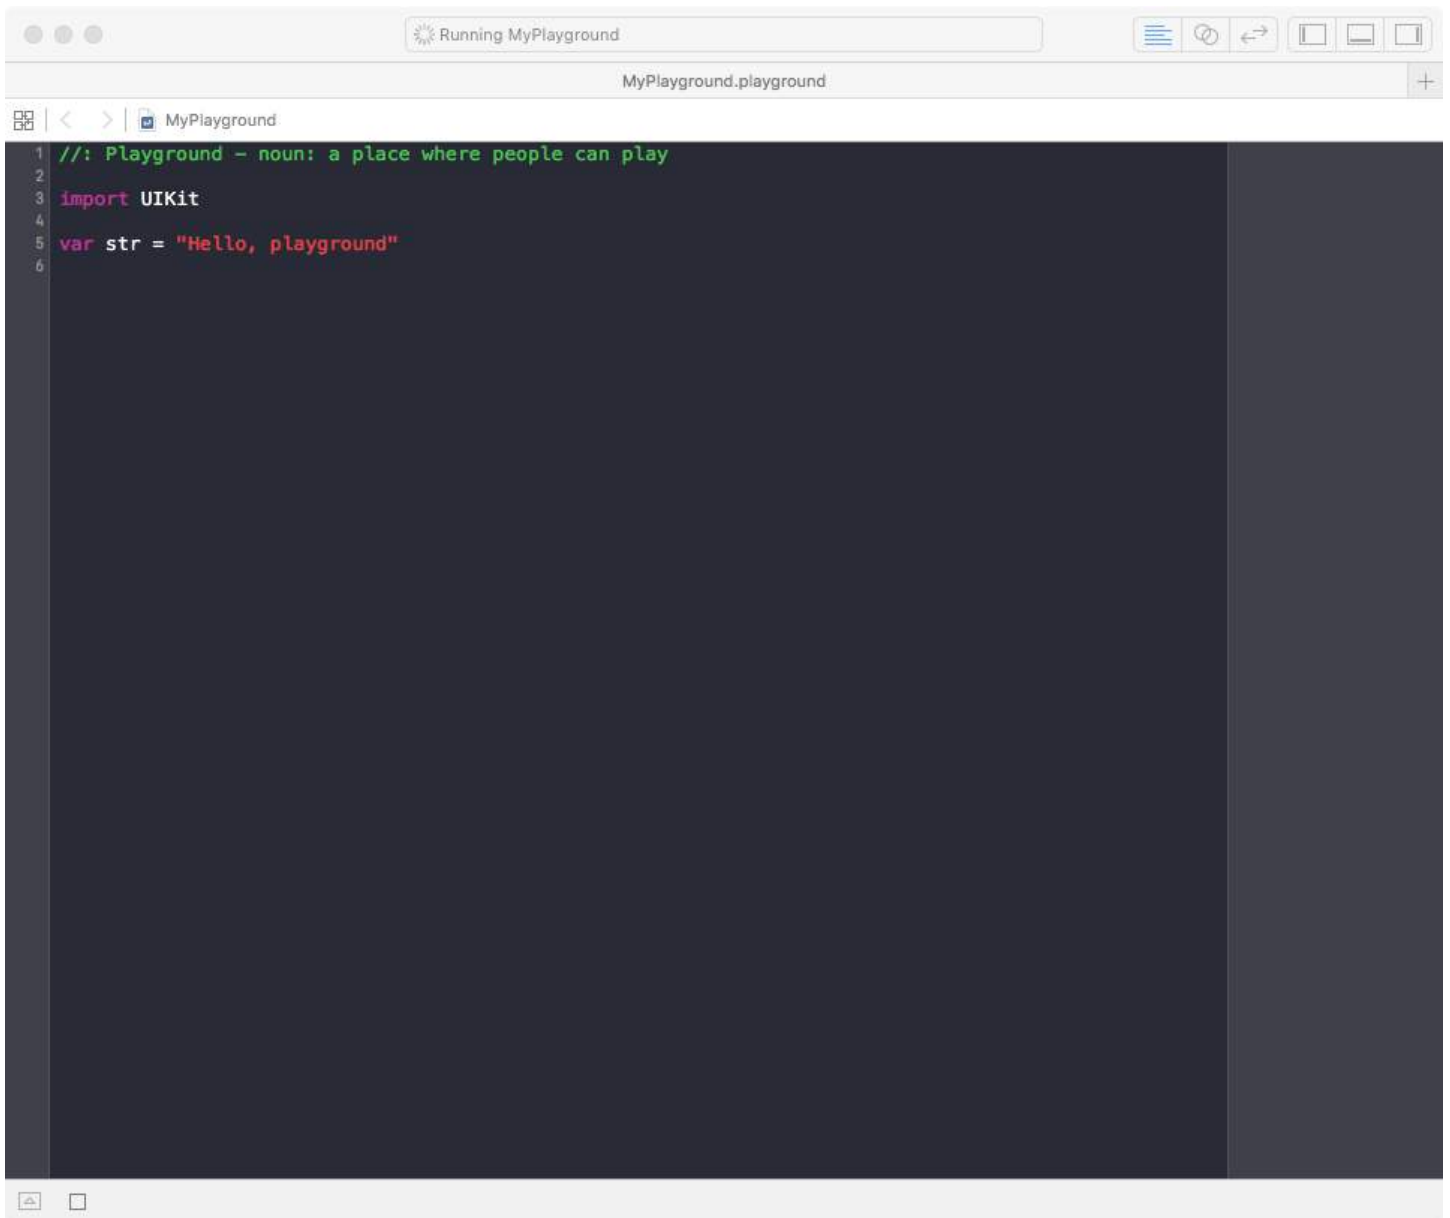 Running MyPlayground
MyPlayground.playground
MyPlayground
1 //: Playground – noun: a place where people can play
2
3 import UIKit
4
5 var str = "Hello, playground"
6